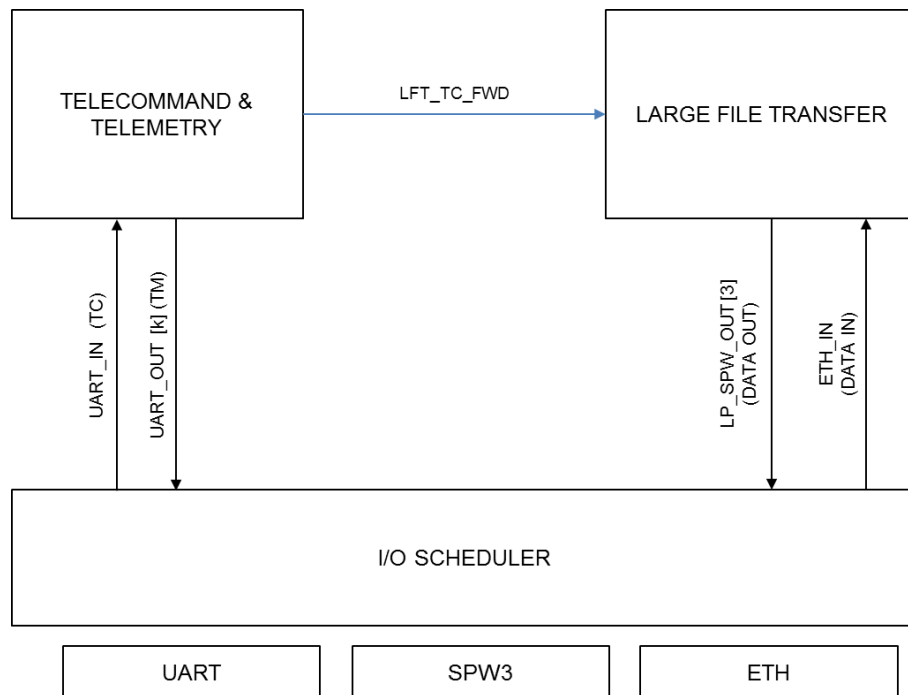 TELECOMMAND &
TELEMETRY
LFT_TC_FWD
LARGE FILE TRANSFER
UART_IN (TC)
UART_OUT [k] (TM)
LP_SPW_OUT[3]
(DATA OUT)
ETH_IN
(DATA IN)
I/O SCHEDULER
UART
SPW3
ETH